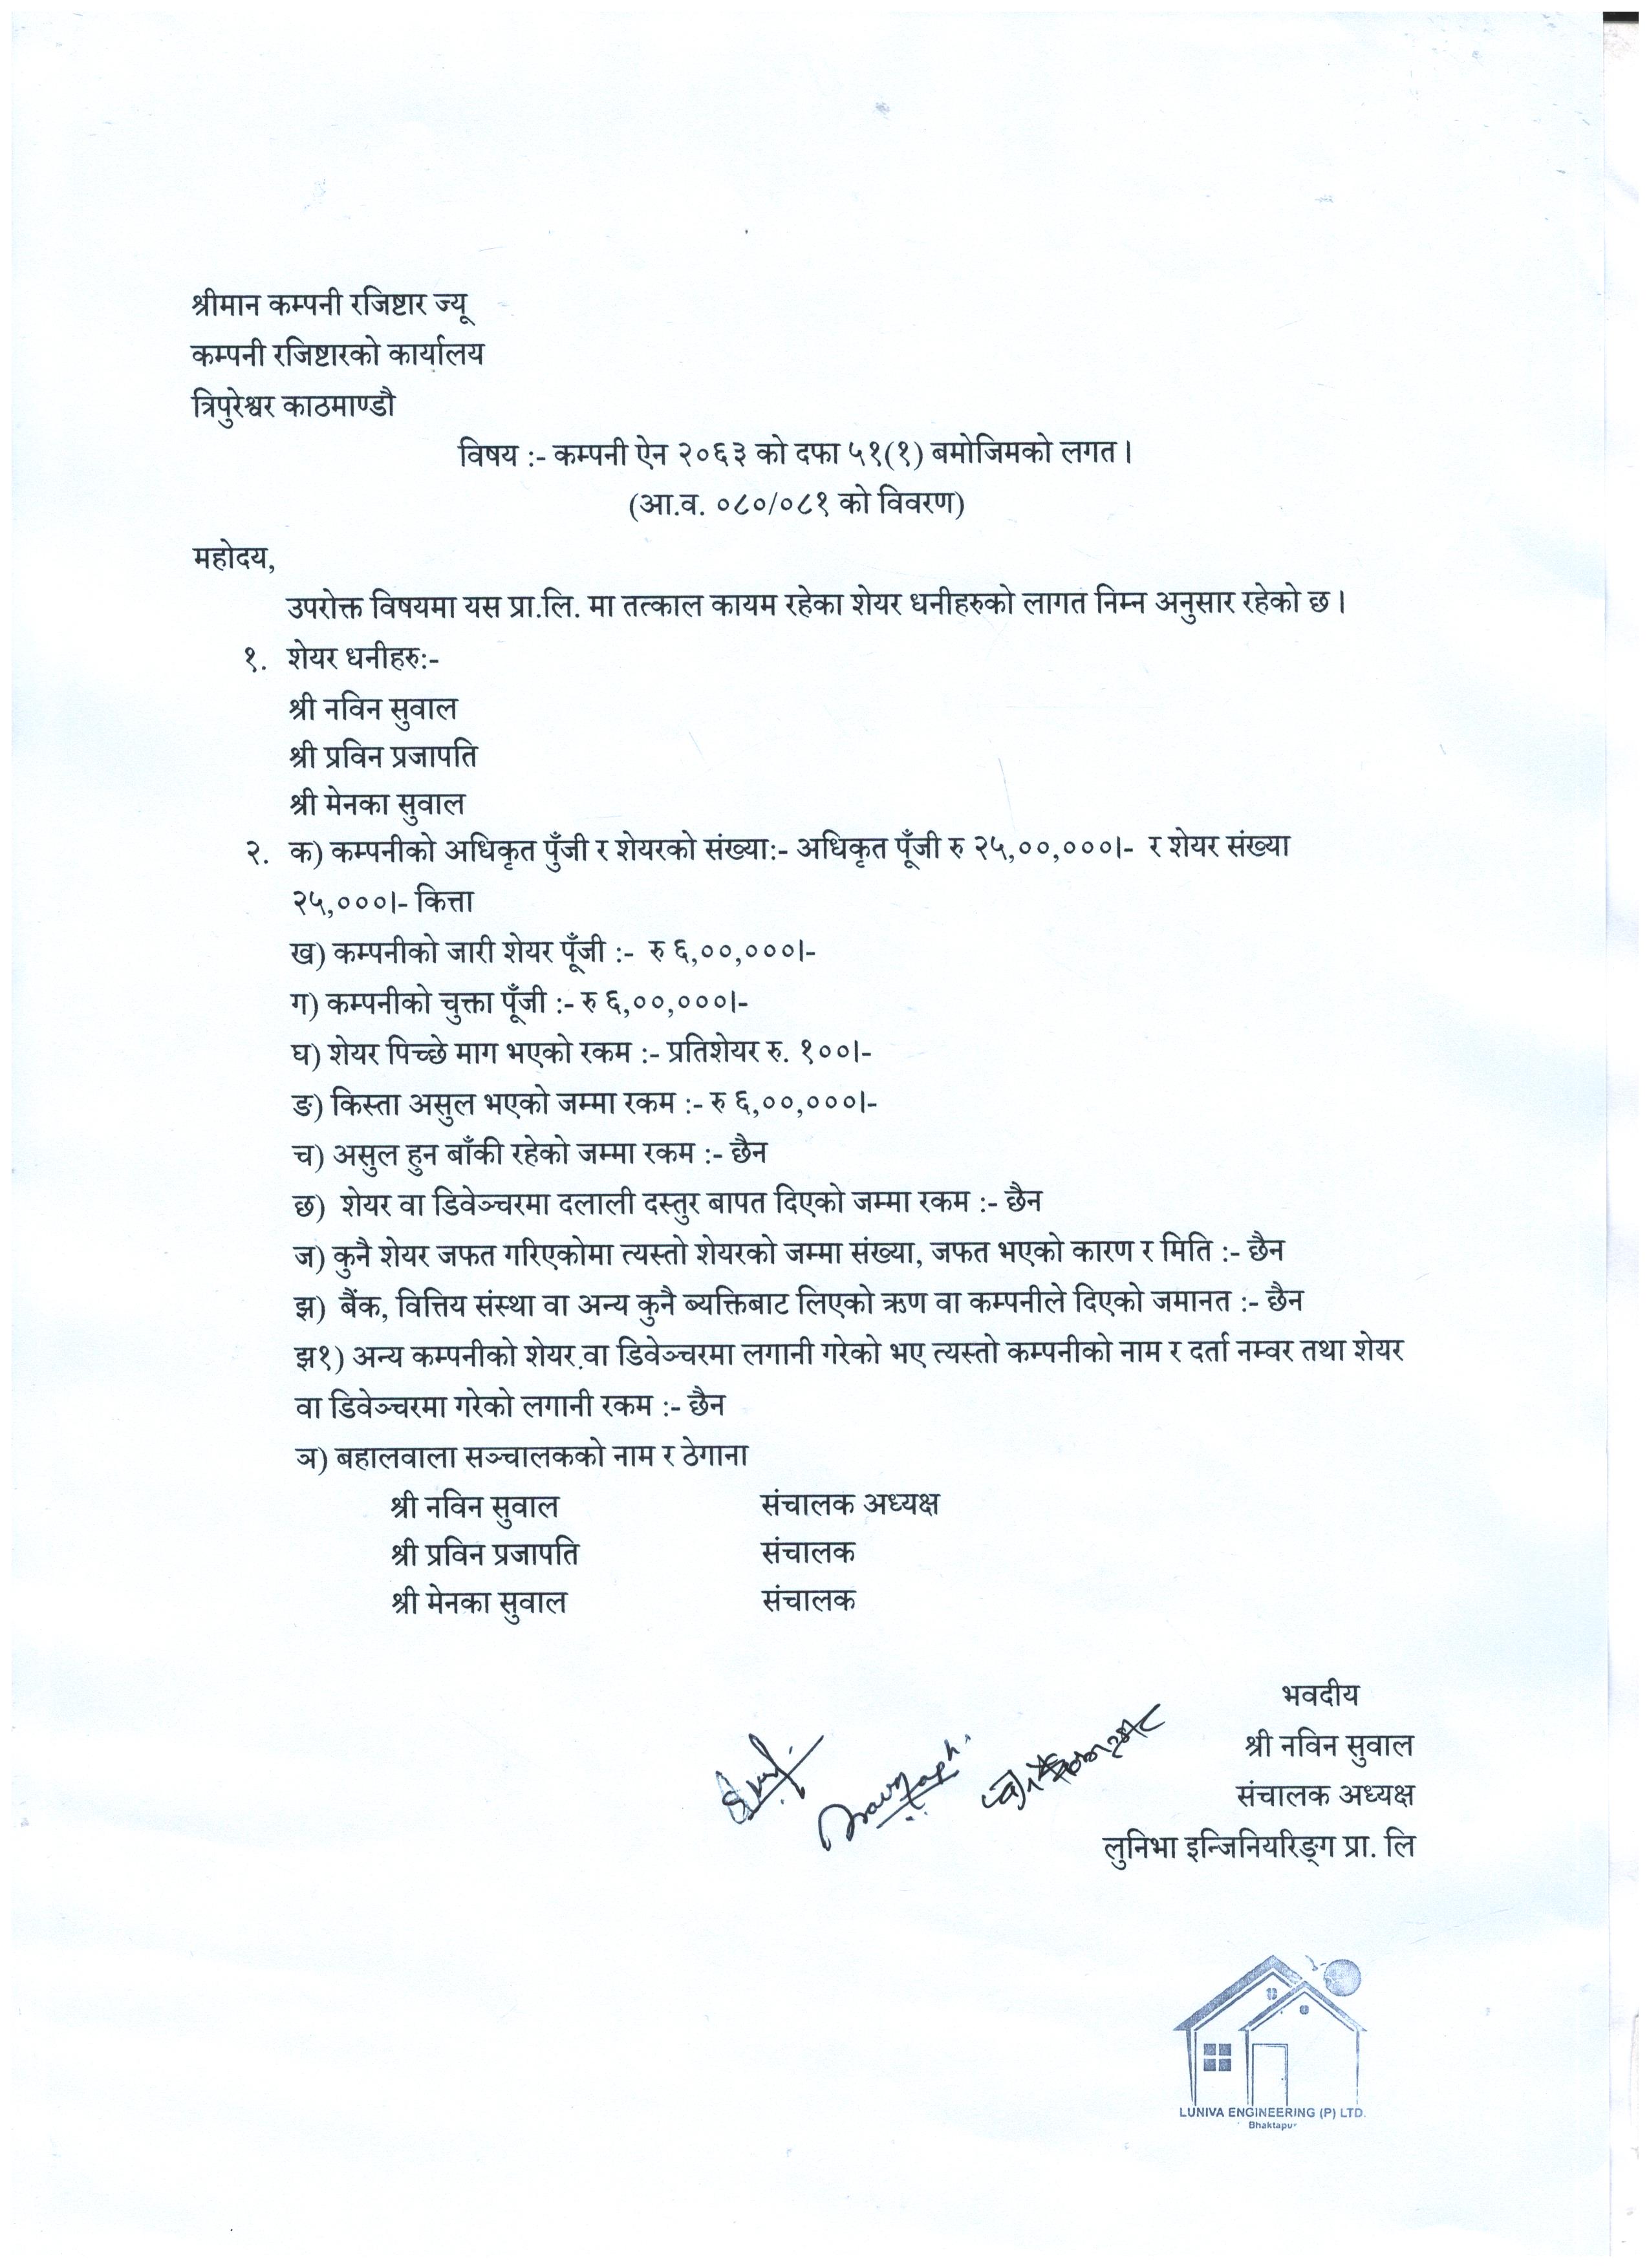 श्रीमान कम्पनी रजिष्टार ज्यू
कम्पनी रजिष्टारको कार्यालय
त्रिपुरेश्वर काठमाण्डौ
विषय :- कम्पनी ऐन २०६३ को दफा ५१(१) बमोजिमको लगत ।
(आ.व. ०८०/०८१ को विवरण)
महोदय,
उपरोक्त विषयमा यस प्रा.लि. मा तत्काल कायम रहेका शेयर धनीहरुको लागत निम्न अनुसार रहेको छ ।
१. शेयर धनीहरु:-
श्री नविन सुवाल
श्री प्रविन प्रजापति
श्री मेनका सुवाल
२. क) कम्पनीको अधिकृत पुँजी र शेयरको संख्या:- अधिकृत पूँजी रु २५,००,०००।- र शेयर संख्या
२५,०००।- कित्ता
ख) कम्पनीको जारी शेयर पूँजी :- रु ६,००,०००।-
ग) कम्पनीको चुक्ता पूँजी :- रु ६,००,०००।-
घ) शेयर पिच्छे माग भएको रकम :- प्रतिशेयर रु. १००।-
ङ) किस्ता असुल भएको जम्मा रकम :- रु ६,००,०००।-
च) असुल हुन बाँकी रहेको जम्मा रकम :- छैन
छ) शेयर वा डिवेञ्चरमा दलाली दस्तुर बापत दिएको जम्मा रकम :- छैन
ज) कुनै शेयर जफत गरिएकोमा त्यस्तो शेयरको जम्मा संख्या, जफत भएको कारण र मिति :- छैन
झ) बैंक, वित्तिय संस्था वा अन्य कुनै ब्यक्तिबाट लिएको ऋण वा कम्पनीले दिएको जमानत :- छैन
झ१) अन्य कम्पनीको शेयर वा डिवेञ्चरमा लगानी गरेको भए त्यस्तो कम्पनीको नाम र दर्ता नम्वर तथा शेयर
वा डिवेञ्चरमा गरेको लगानी रकम :- छैन
ञ) बहालवाला सञ्चालकको नाम र ठेगाना
श्री नविन सुवाल संचालक अध्यक्ष
श्री प्रविन प्रजापति संचालक
श्री मेनका सुवाल संचालक
भवदीय
श्री नविन सुवाल
संचालक अध्यक्ष
लुनिभा इन्जिनियरिङ्ग प्रा. लि
LUNIVA ENGINEERING (P) LTD.
Bhaktapur